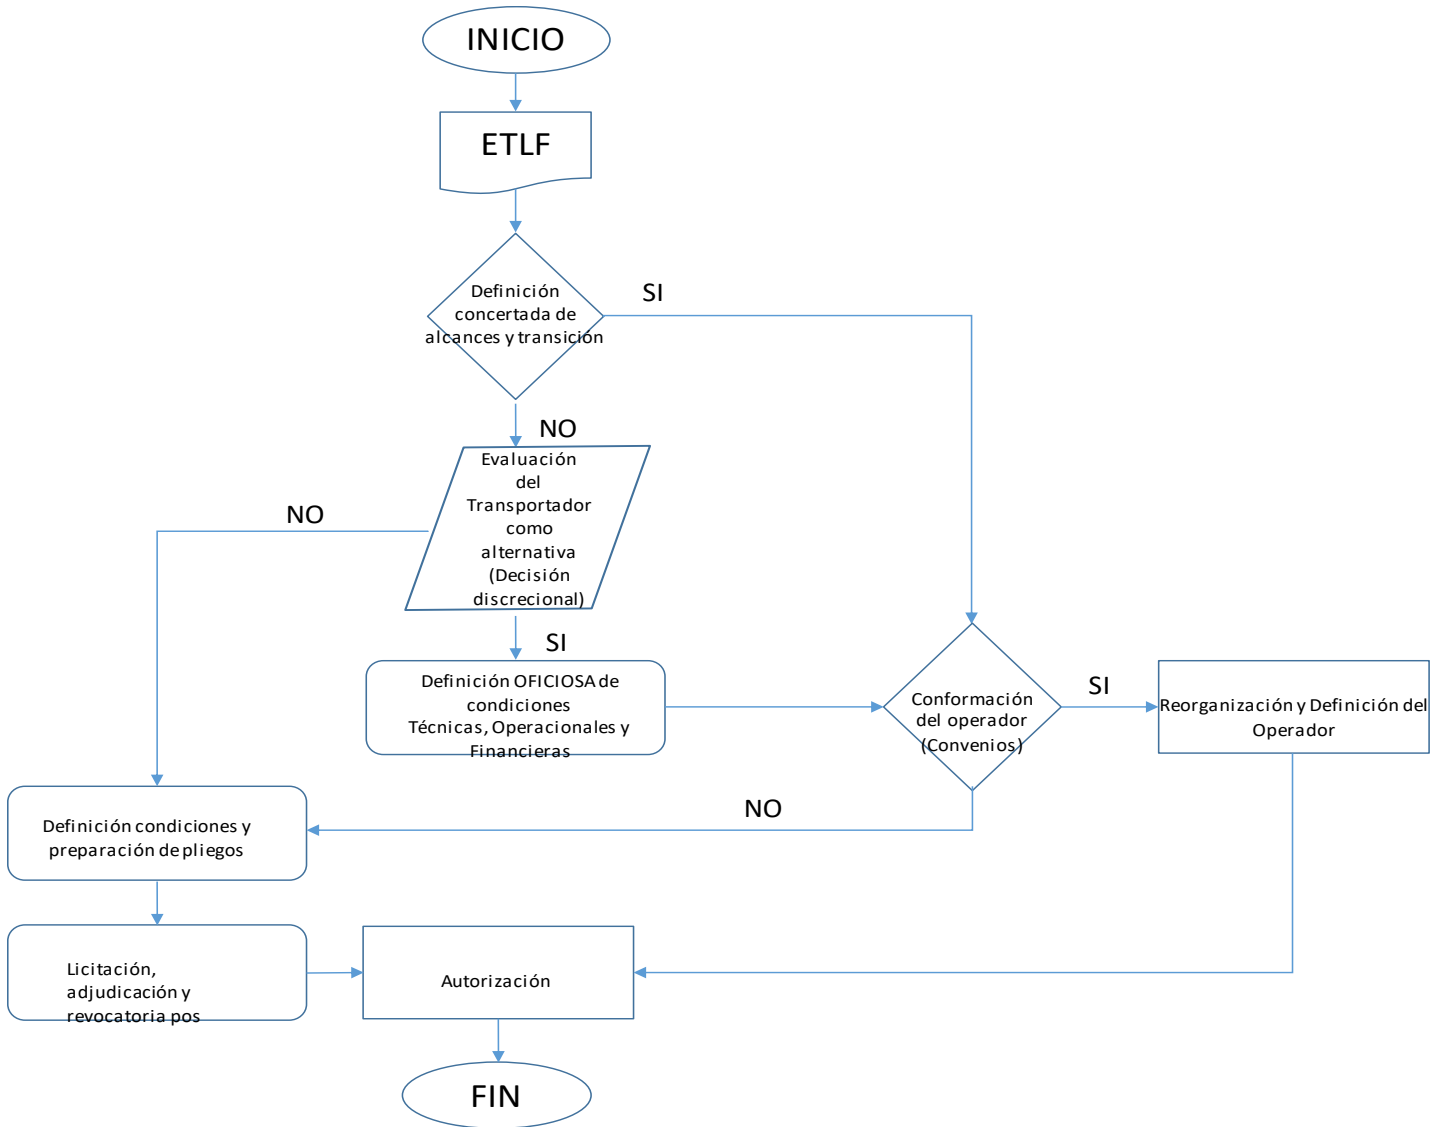 INICIO
ETLF
Definición
concertada de
alcances y transición
SI
NO
Evaluación
del
Transportador
como
alternativa
(Decisión
discrecional)
NO
SI
Definición OFICIOSA de
condiciones
Técnicas, Operacionales y
Financieras
Conformación
del operador
(Convenios)
SI
Reorganización y Definición del
Operador
NO
Definición condiciones y
preparación de pliegos
Licitación,
adjudicación y
revocatoria pos
Autorización
FIN